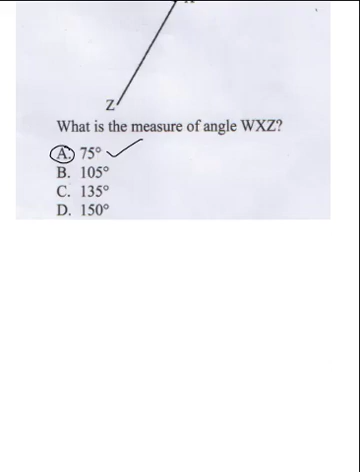 Z
What is the measure of angle WXZ?
A. 75°
B. 105°
C. 135°
D. 150°